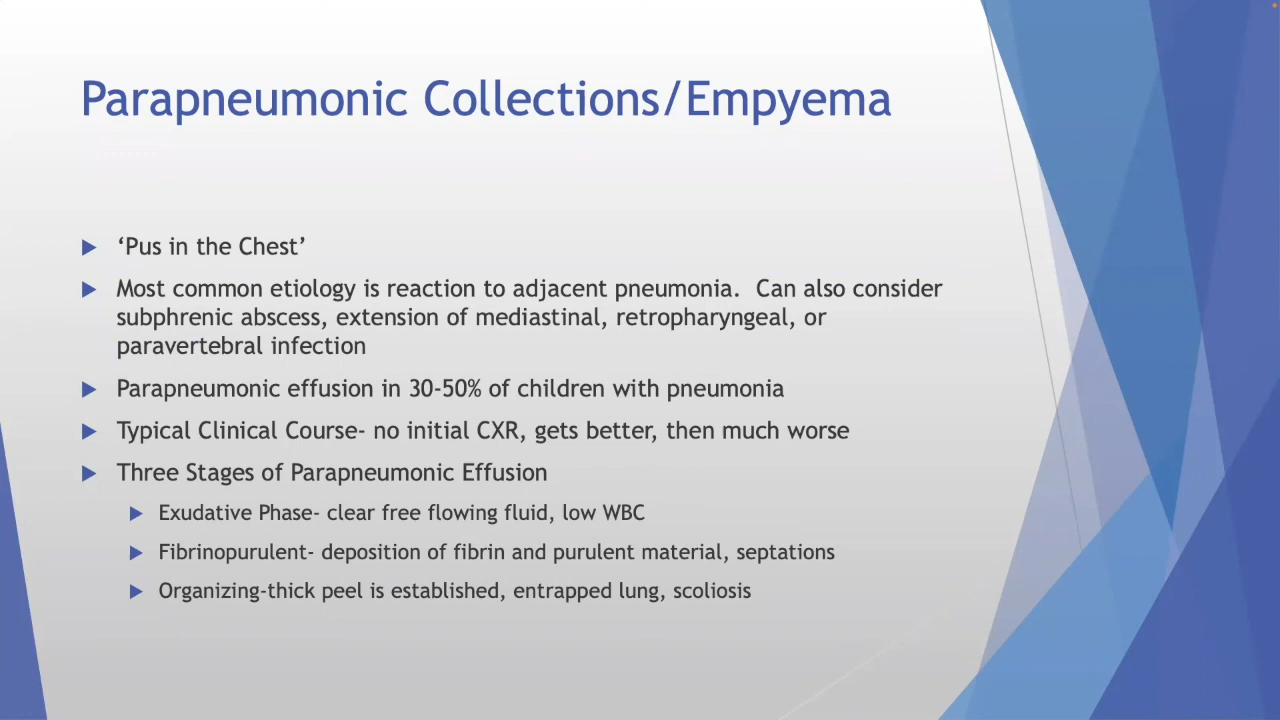 Parapneumonic Collections/Empyema
‘Pus in the Chest’
Most common etiology is reaction to adjacent pneumonia.  Can also consider
subphrenic abscess, extension of mediastinal, retropharyngeal, or
paravertebral infection
Parapneumonic effusion in 30-50% of children with pneumonia
Typical Clinical Course- no initial CXR, gets better, then much worse
Three Stages of Parapneumonic Effusion
Exudative Phase- clear free flowing fluid, low WBC
Fibrinopurulent- deposition of fibrin and purulent material, septations
Organizing-thick peel is established, entrapped lung, scoliosis